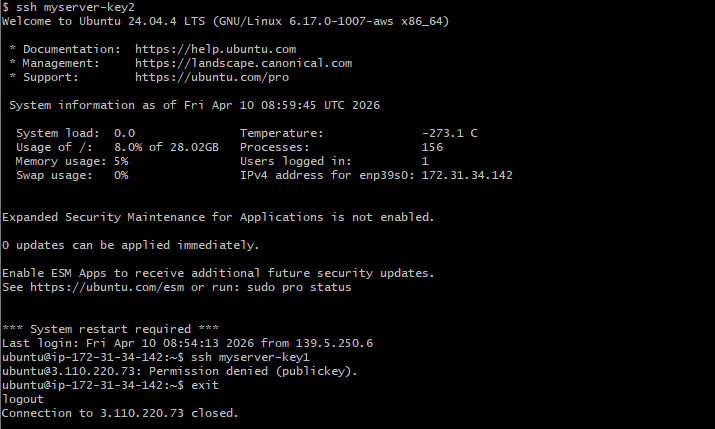 $ ssh myserver-key2
Welcome to Ubuntu 24.04.4 LTS (GNU/Linux 6.17.0-1007-aws x86_64)
* Documentation:  https://help.ubuntu.com
* Management:     https://landscape.canonical.com
* Support:        https://ubuntu.com/pro
System information as of Fri Apr 10 08:59:45 UTC 2026
System load:  0.0                Temperature:              -273.1 C
Usage of /:   8.0% of 28.02GB   Processes:                156
Memory usage: 5%                 Users logged in:          1
Swap usage:   0%                 IPv4 address for enp39s0: 172.31.34.142
Expanded Security Maintenance for Applications is not enabled.
0 updates can be applied immediately.
Enable ESM Apps to receive additional future security updates.
See https://ubuntu.com/esm or run: sudo pro status
*** System restart required ***
Last login: Fri Apr 10 08:54:13 2026 from 139.5.250.6
ubuntu@ip-172-31-34-142:~$ ssh myserver-key1
ubuntu@3.110.220.73: Permission denied (publickey).
ubuntu@ip-172-31-34-142:~$ exit
logout
Connection to 3.110.220.73 closed.